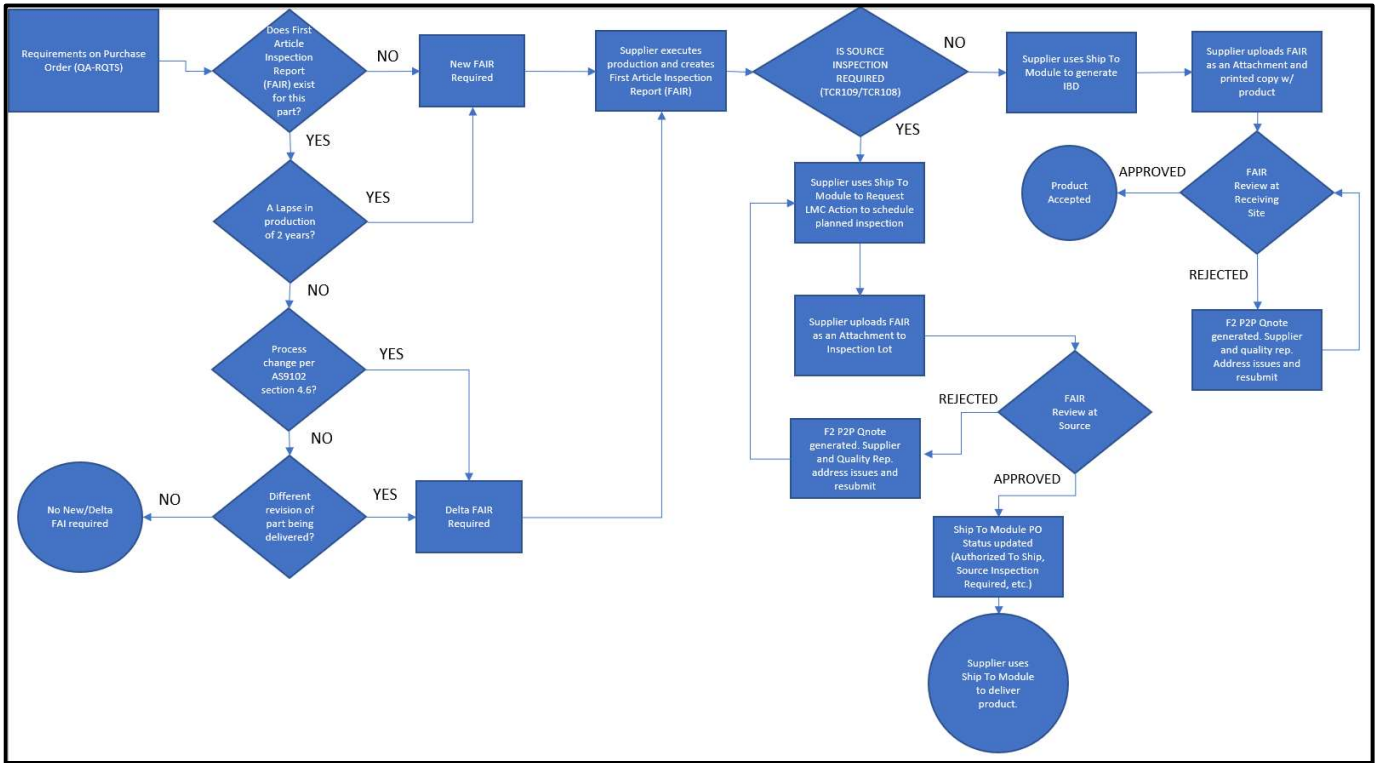 Requirements on Purchase
Order (QA-RQTS)
Does First
Article
Inspection
Report
(FAIR) exist
for this
part?
NO
New FAIR
Required
YES
A Lapse in
production
of 2 years?
YES
NO
Process
change per
AS9102
section 4.6?
YES
NO
Different
revision of
part being
delivered?
NO
No New/Delta
FAI required
YES
Delta FAIR
Required
Supplier executes
production and creates
First Article Inspection
Report (FAIR)
IS SOURCE
INSPECTION
REQUIRED
(TCR109/TCR108)
NO
Supplier uses Ship To
Module to generate
IBD
Supplier uploads FAIR
as an Attachment and
printed copy w/
product
FAIR
Review at
Receiving
Site
APPROVED
Product
Accepted
REJECTED
F2 P2P Qnote
generated. Supplier
and quality rep.
Address issues and
resubmit
YES
Supplier uses Ship To
Module to Request
LMC Action to schedule
planned inspection
Supplier uploads FAIR
as an Attachment to
Inspection Lot
FAIR
Review at
Source
REJECTED
F2 P2P Qnote
generated. Supplier
and Quality Rep.
address issues and
resubmit
APPROVED
Ship To Module PO
Status updated
(Authorized To Ship,
Source Inspection
Required, etc.)
Supplier uses
Ship To Module
to deliver
product.